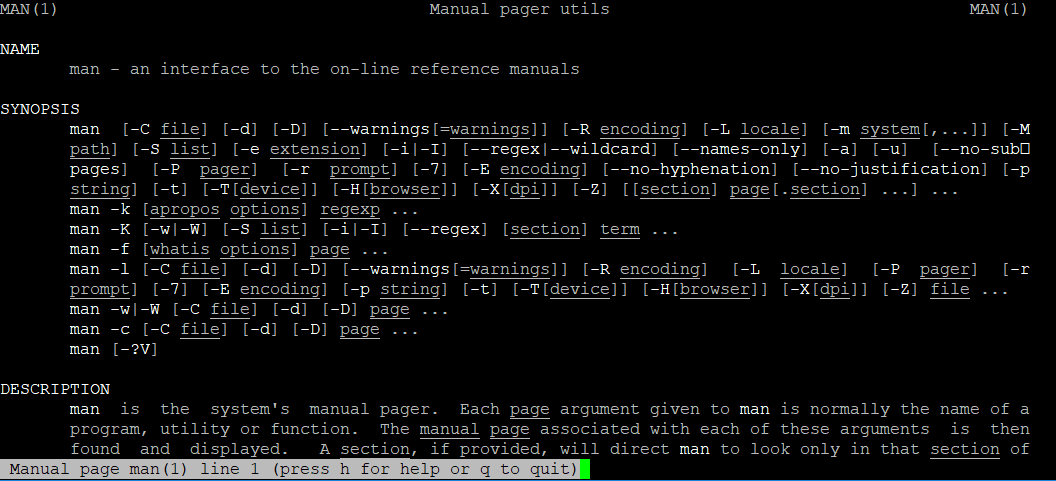 MAN(1) Manual pager utils MAN(1)
NAME
man - an interface to the on-line reference manuals
SYNOPSIS
man [-C file] [-d] [-D] [--warnings[=warnings]] [-R encoding] [-L locale] [-m system[,...]] [-M
path] [-S list] [-e extension] [-i|-I] [--regex|--wildcard] [--names-only] [-a] [-u] [--no-sub□
pages] [-P pager] [-r prompt] [-7] [-E encoding] [--no-hyphenation] [--no-justification] [-p
string] [-t] [-T[device]] [-H[browser]] [-X[dpi]] [-Z] [[section] page[.section] ...] ...
man -k [apropos options] regexp ...
man -K [-w|-W] [-S list] [-i|-I] [--regex] [section] term ...
man -f [whatis options] page ...
man -l [-C file] [-d] [-D] [--warnings[=warnings]] [-R encoding] [-L locale] [-P pager] [-r
prompt] [-7] [-E encoding] [-p string] [-t] [-T[device]] [-H[browser]] [-X[dpi]] [-Z] file ...
man -w|-W [-C file] [-d] [-D] page ...
man -c [-C file] [-d] [-D] page ...
man [-?V]
DESCRIPTION
man is the system's manual pager. Each page argument given to man is normally the name of a
program, utility or function. The manual page associated with each of these arguments is then
found and displayed. A section, if provided, will direct man to look only in that section of
Manual page man(1) line 1 (press h for help or q to quit)